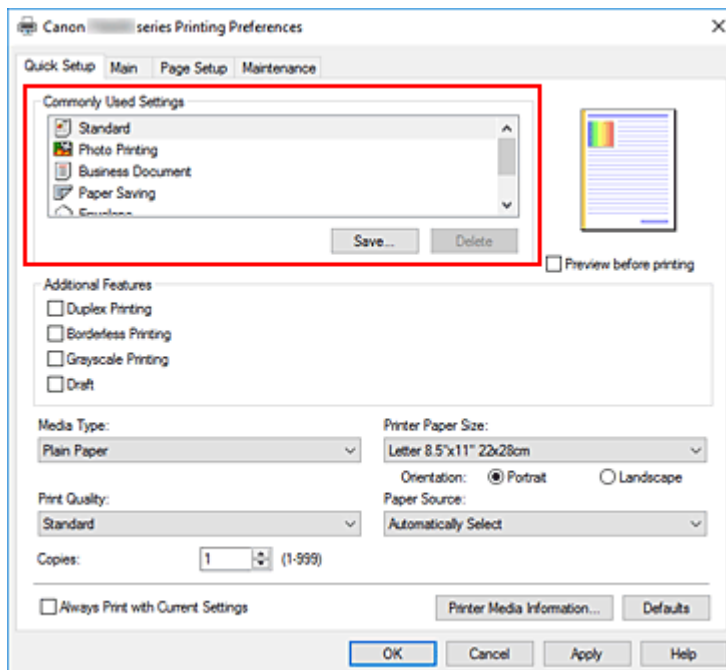 Canon series Printing Preferences
Quick Setup Main Page Setup Maintenance
Commonly Used Settings
Standard
Photo Printing
Business Document
Paper Saving
Envelope
Save... Delete
Preview before printing
Additional Features
Duplex Printing
Borderless Printing
Grayscale Printing
Draft
Media Type: Printer Paper Size:
Plain Paper Letter 8.5"x11" 22x28cm
Orientation: Portrait Landscape
Print Quality: Paper Source:
Standard Automatically Select
Copies: 1 (1-999)
Always Print with Current Settings Printer Media Information... Defaults
OK Cancel Apply Help